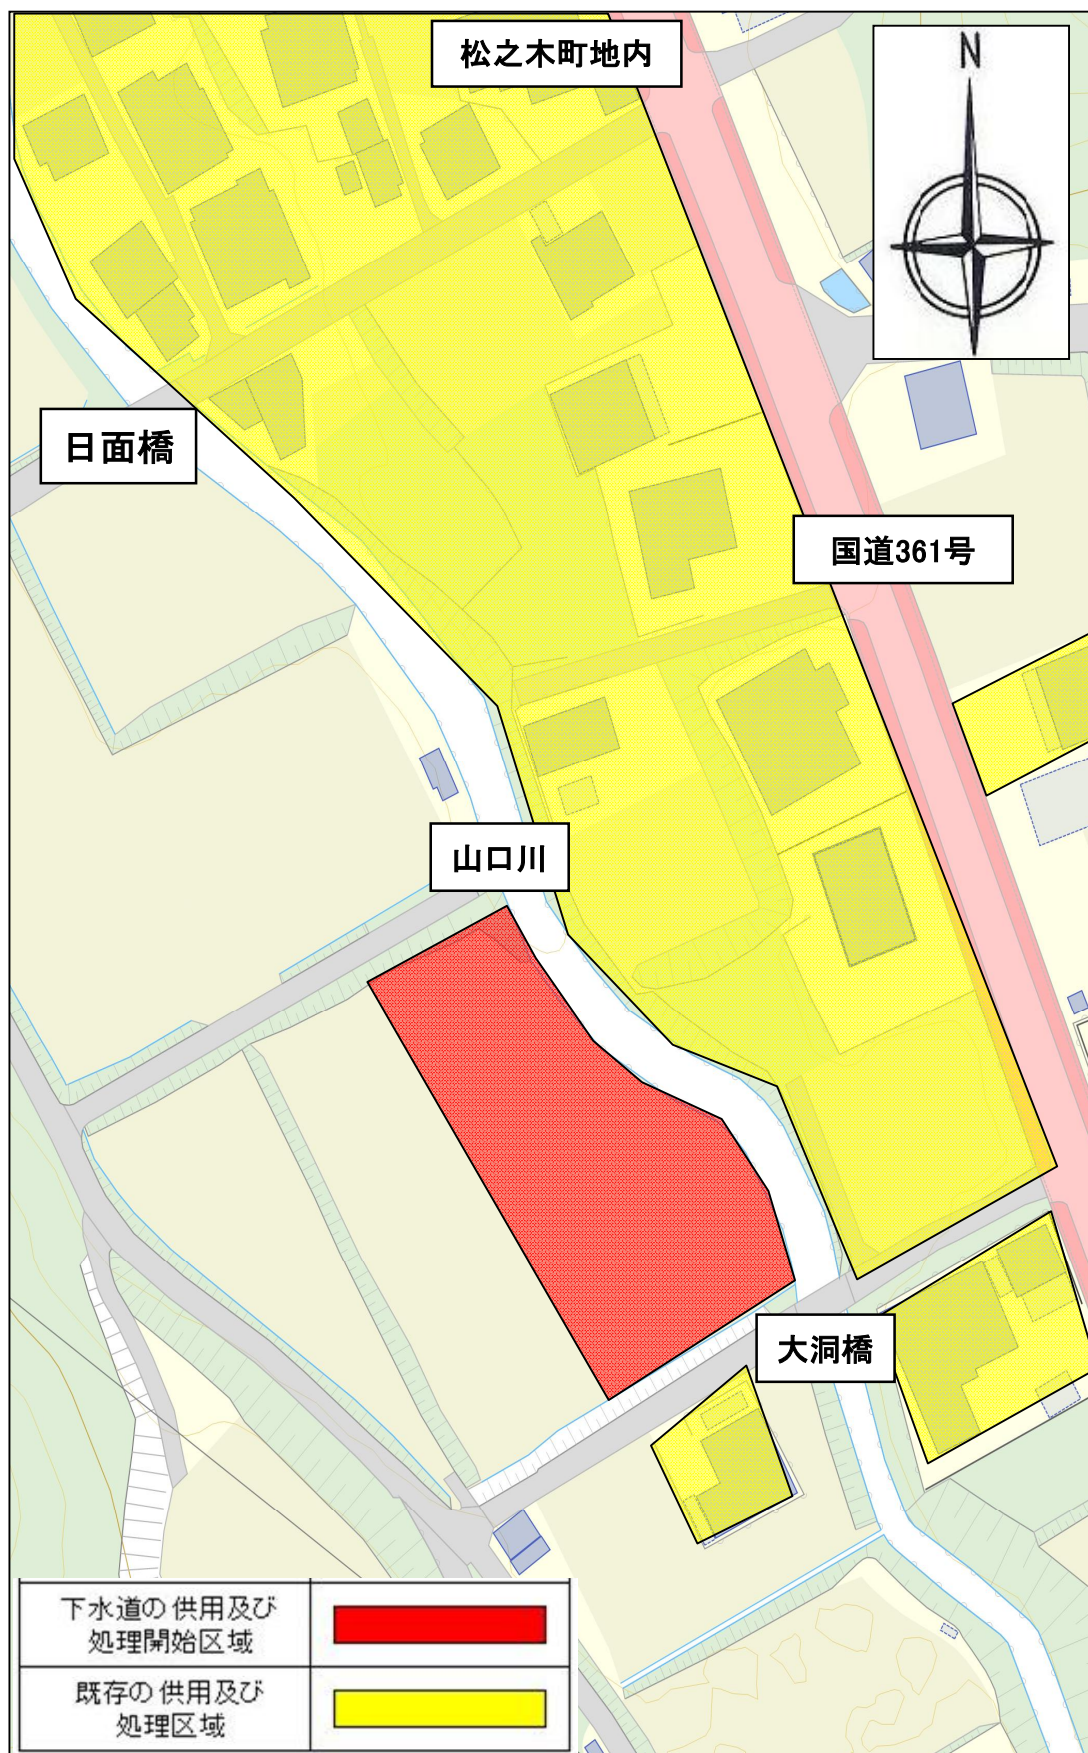 松之木町地内
N
日面橋
国道361号
山口川
大洞橋
下水道の供用及び
処理開始区域
既存の供用及び
処理区域